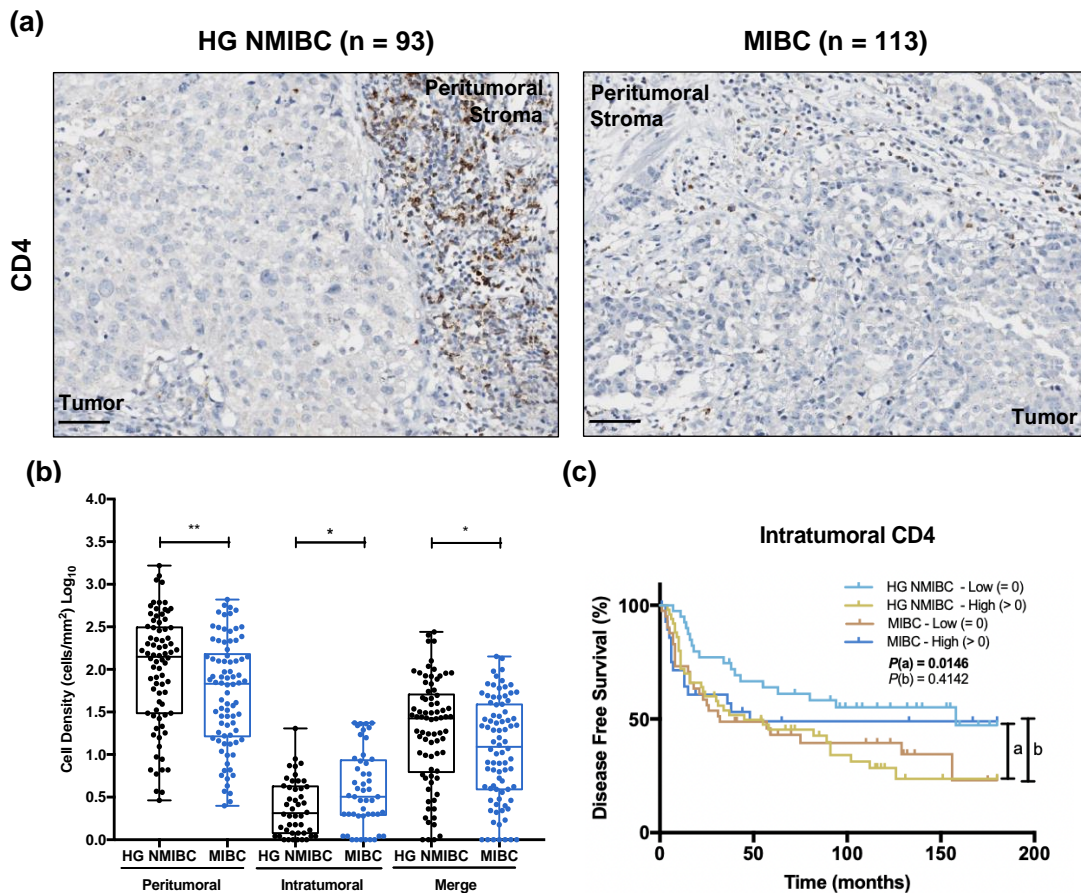 (a)
HG NMIBC (n = 93)
MIBC (n = 113)
CD4
Peritumoral
Stroma
Tumor
Peritumoral
Stroma
Tumor
(b)
Cell Density (cells/mm²) Log₁₀
4.0
3.5
3.0
2.5
2.0
1.5
1.0
0.5
0.0
**
*
*
HG NMIBC MIBC HG NMIBC MIBC HG NMIBC MIBC
Peritumoral Intratumoral Merge
(c)
Intratumoral CD4
Disease Free Survival (%)
100
50
0
HG NMIBC - Low (= 0)
HG NMIBC - High (> 0)
MIBC - Low (= 0)
MIBC - High (> 0)
P(a) = 0.0146
P(b) = 0.4142
a b
0 50 100 150 200
Time (months)